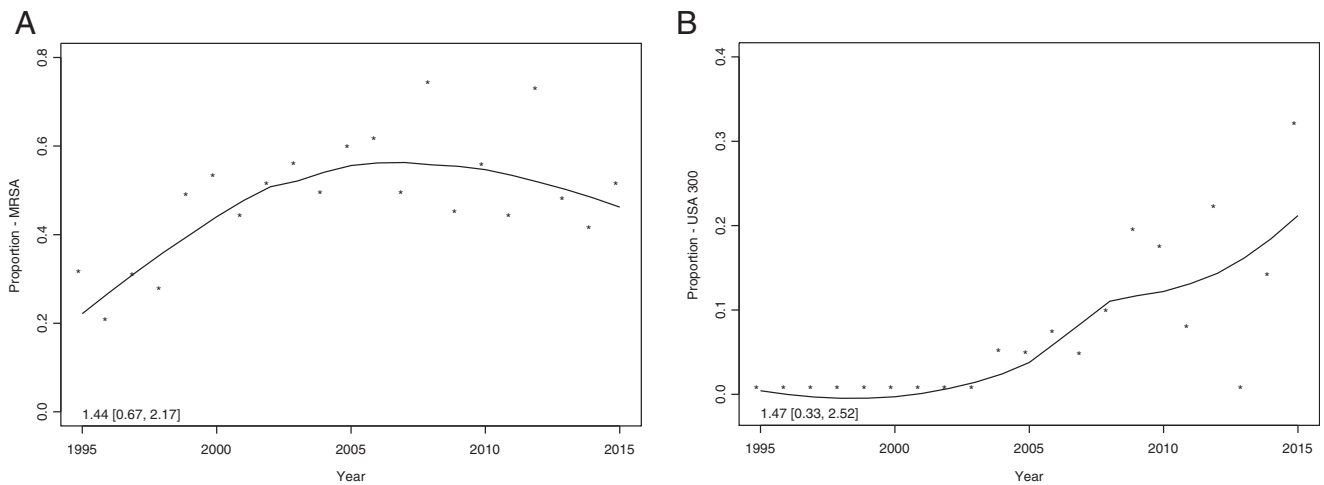 A
Proportion - MRSA
0.8
0.6
0.4
0.2
0.0
1.44 [0.67, 2.17]
1995 2000 2005 2010 2015
Year
B
Proportion - USA 300
0.4
0.3
0.2
0.1
0.0
1.47 [0.33, 2.52]
1995 2000 2005 2010 2015
Year